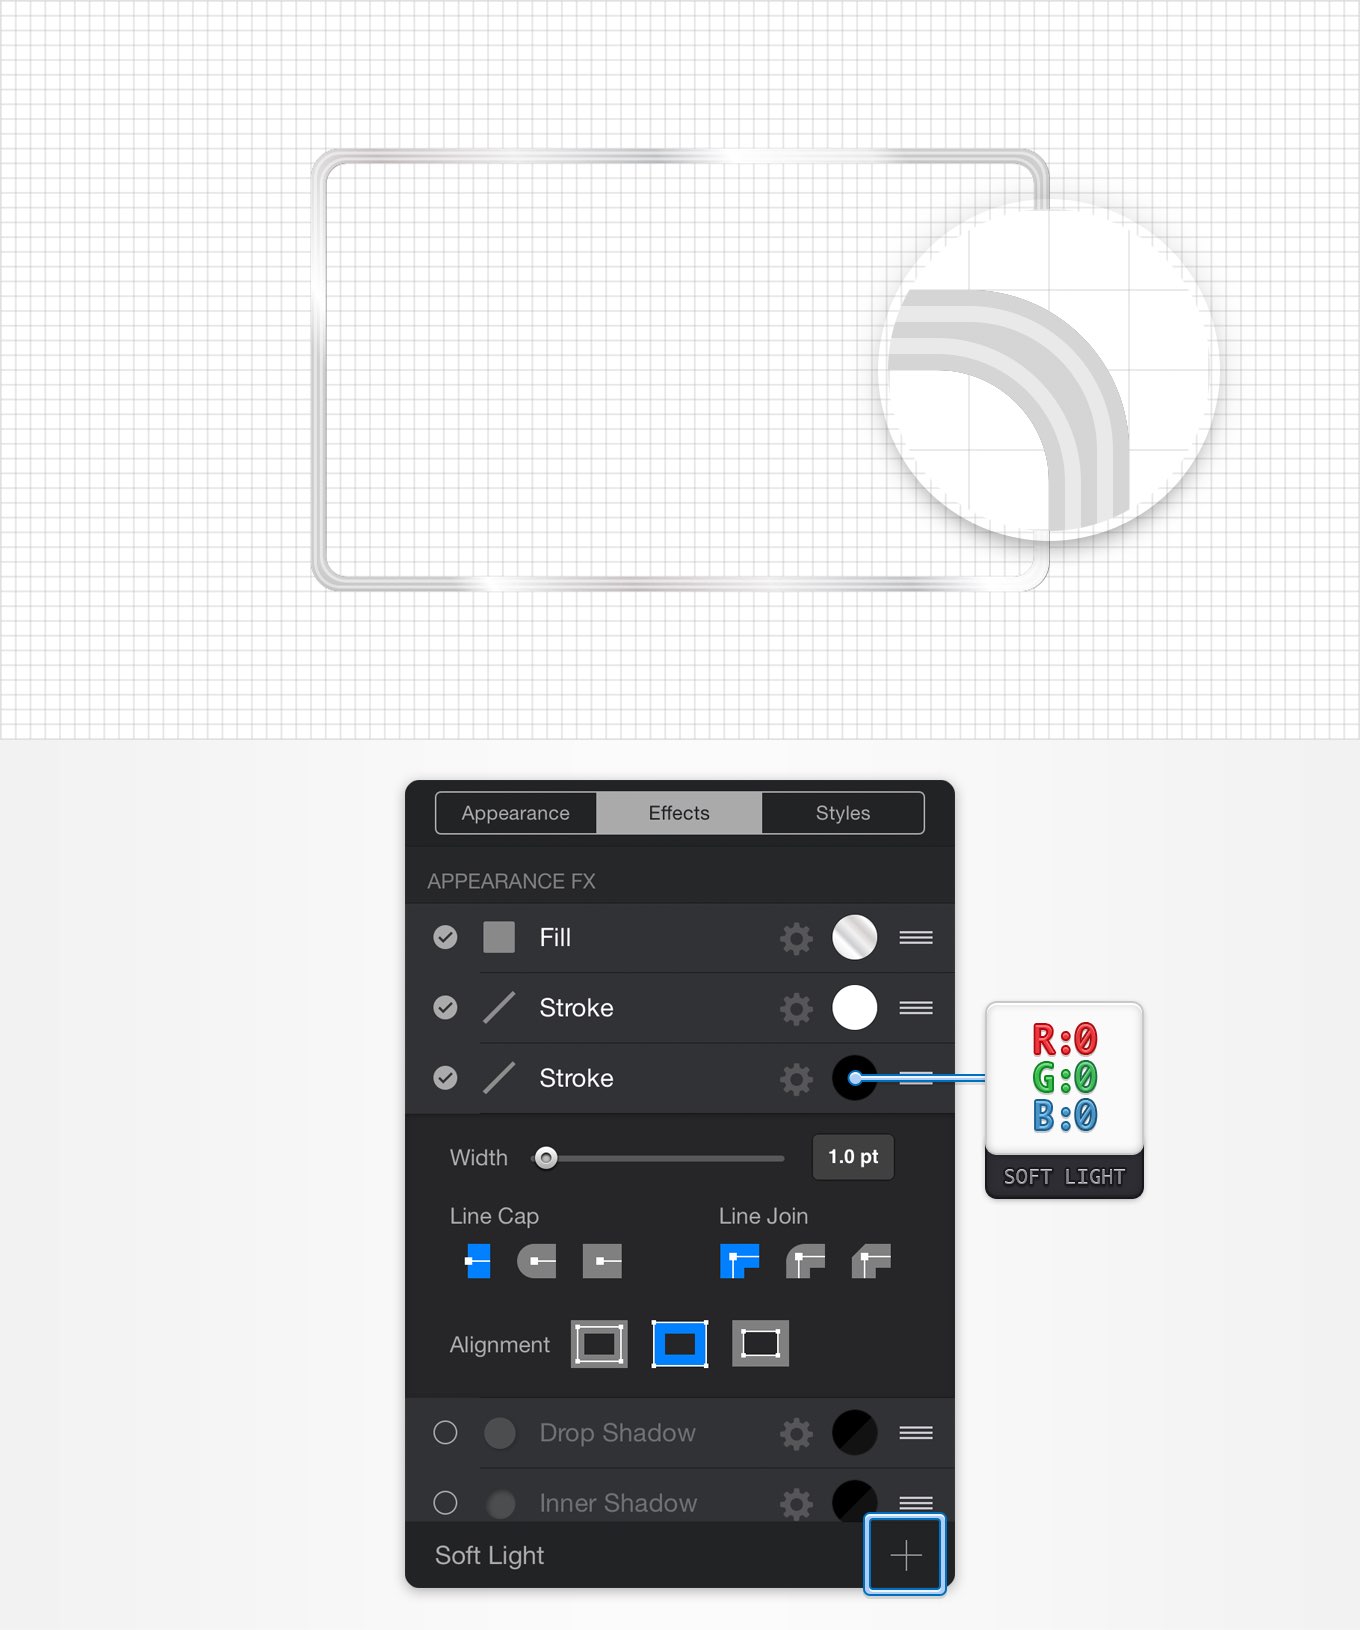 Appearance
Effects
Styles
APPEARANCE FX
Fill
Stroke
Stroke
R:0
G:0
B:0
SOFT LIGHT
Width
1.0 pt
Line Cap
Line Join
Alignment
Drop Shadow
Inner Shadow
Soft Light